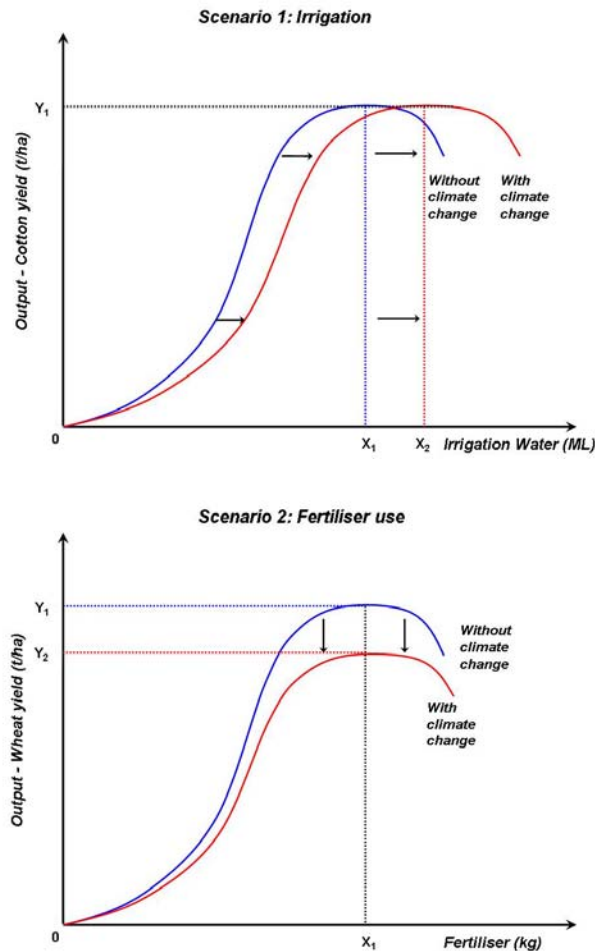 Scenario 1: Irrigation
Y1
Output - Cotton yield (t/ha)
Without
climate
change
With
climate
change
0
X1
X2
Irrigation Water (ML)
Scenario 2: Fertiliser use
Y1
Y2
Output - Wheat yield (t/ha)
Without
climate
change
With
climate
change
0
X1
Fertiliser (kg)